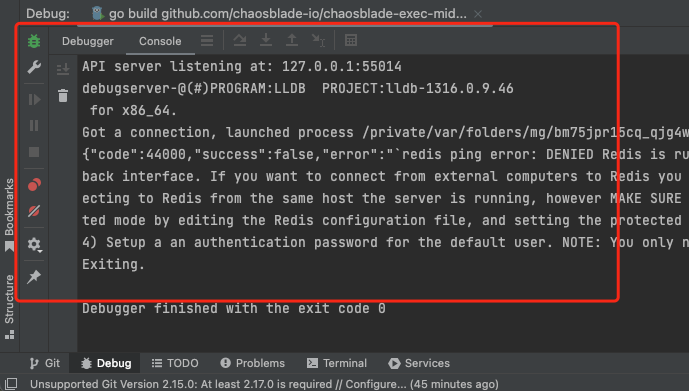 Debug: go build github.com/chaosblade-io/chaosblade-exec-mid...
Debugger Console
API server listening at: 127.0.0.1:55014
debugserver-@(#)PROGRAM:LLDB  PROJECT:lldb-1316.0.9.46
 for x86_64.
Got a connection, launched process /private/var/folders/mg/bm75jpr15cq_qjg4w
{"code":44000,"success":false,"error":"`redis ping error: DENIED Redis is ru
back interface. If you want to connect from external computers to Redis you
ecting to Redis from the same host the server is running, however MAKE SURE
ted mode by editing the Redis configuration file, and setting the protected
4) Setup a an authentication password for the default user. NOTE: You only n
Exiting.
Debugger finished with the exit code 0
Bookmarks
Structure
Git Debug TODO Problems Terminal Services
Unsupported Git Version 2.15.0: At least 2.17.0 is required // Configure... (45 minutes ago)